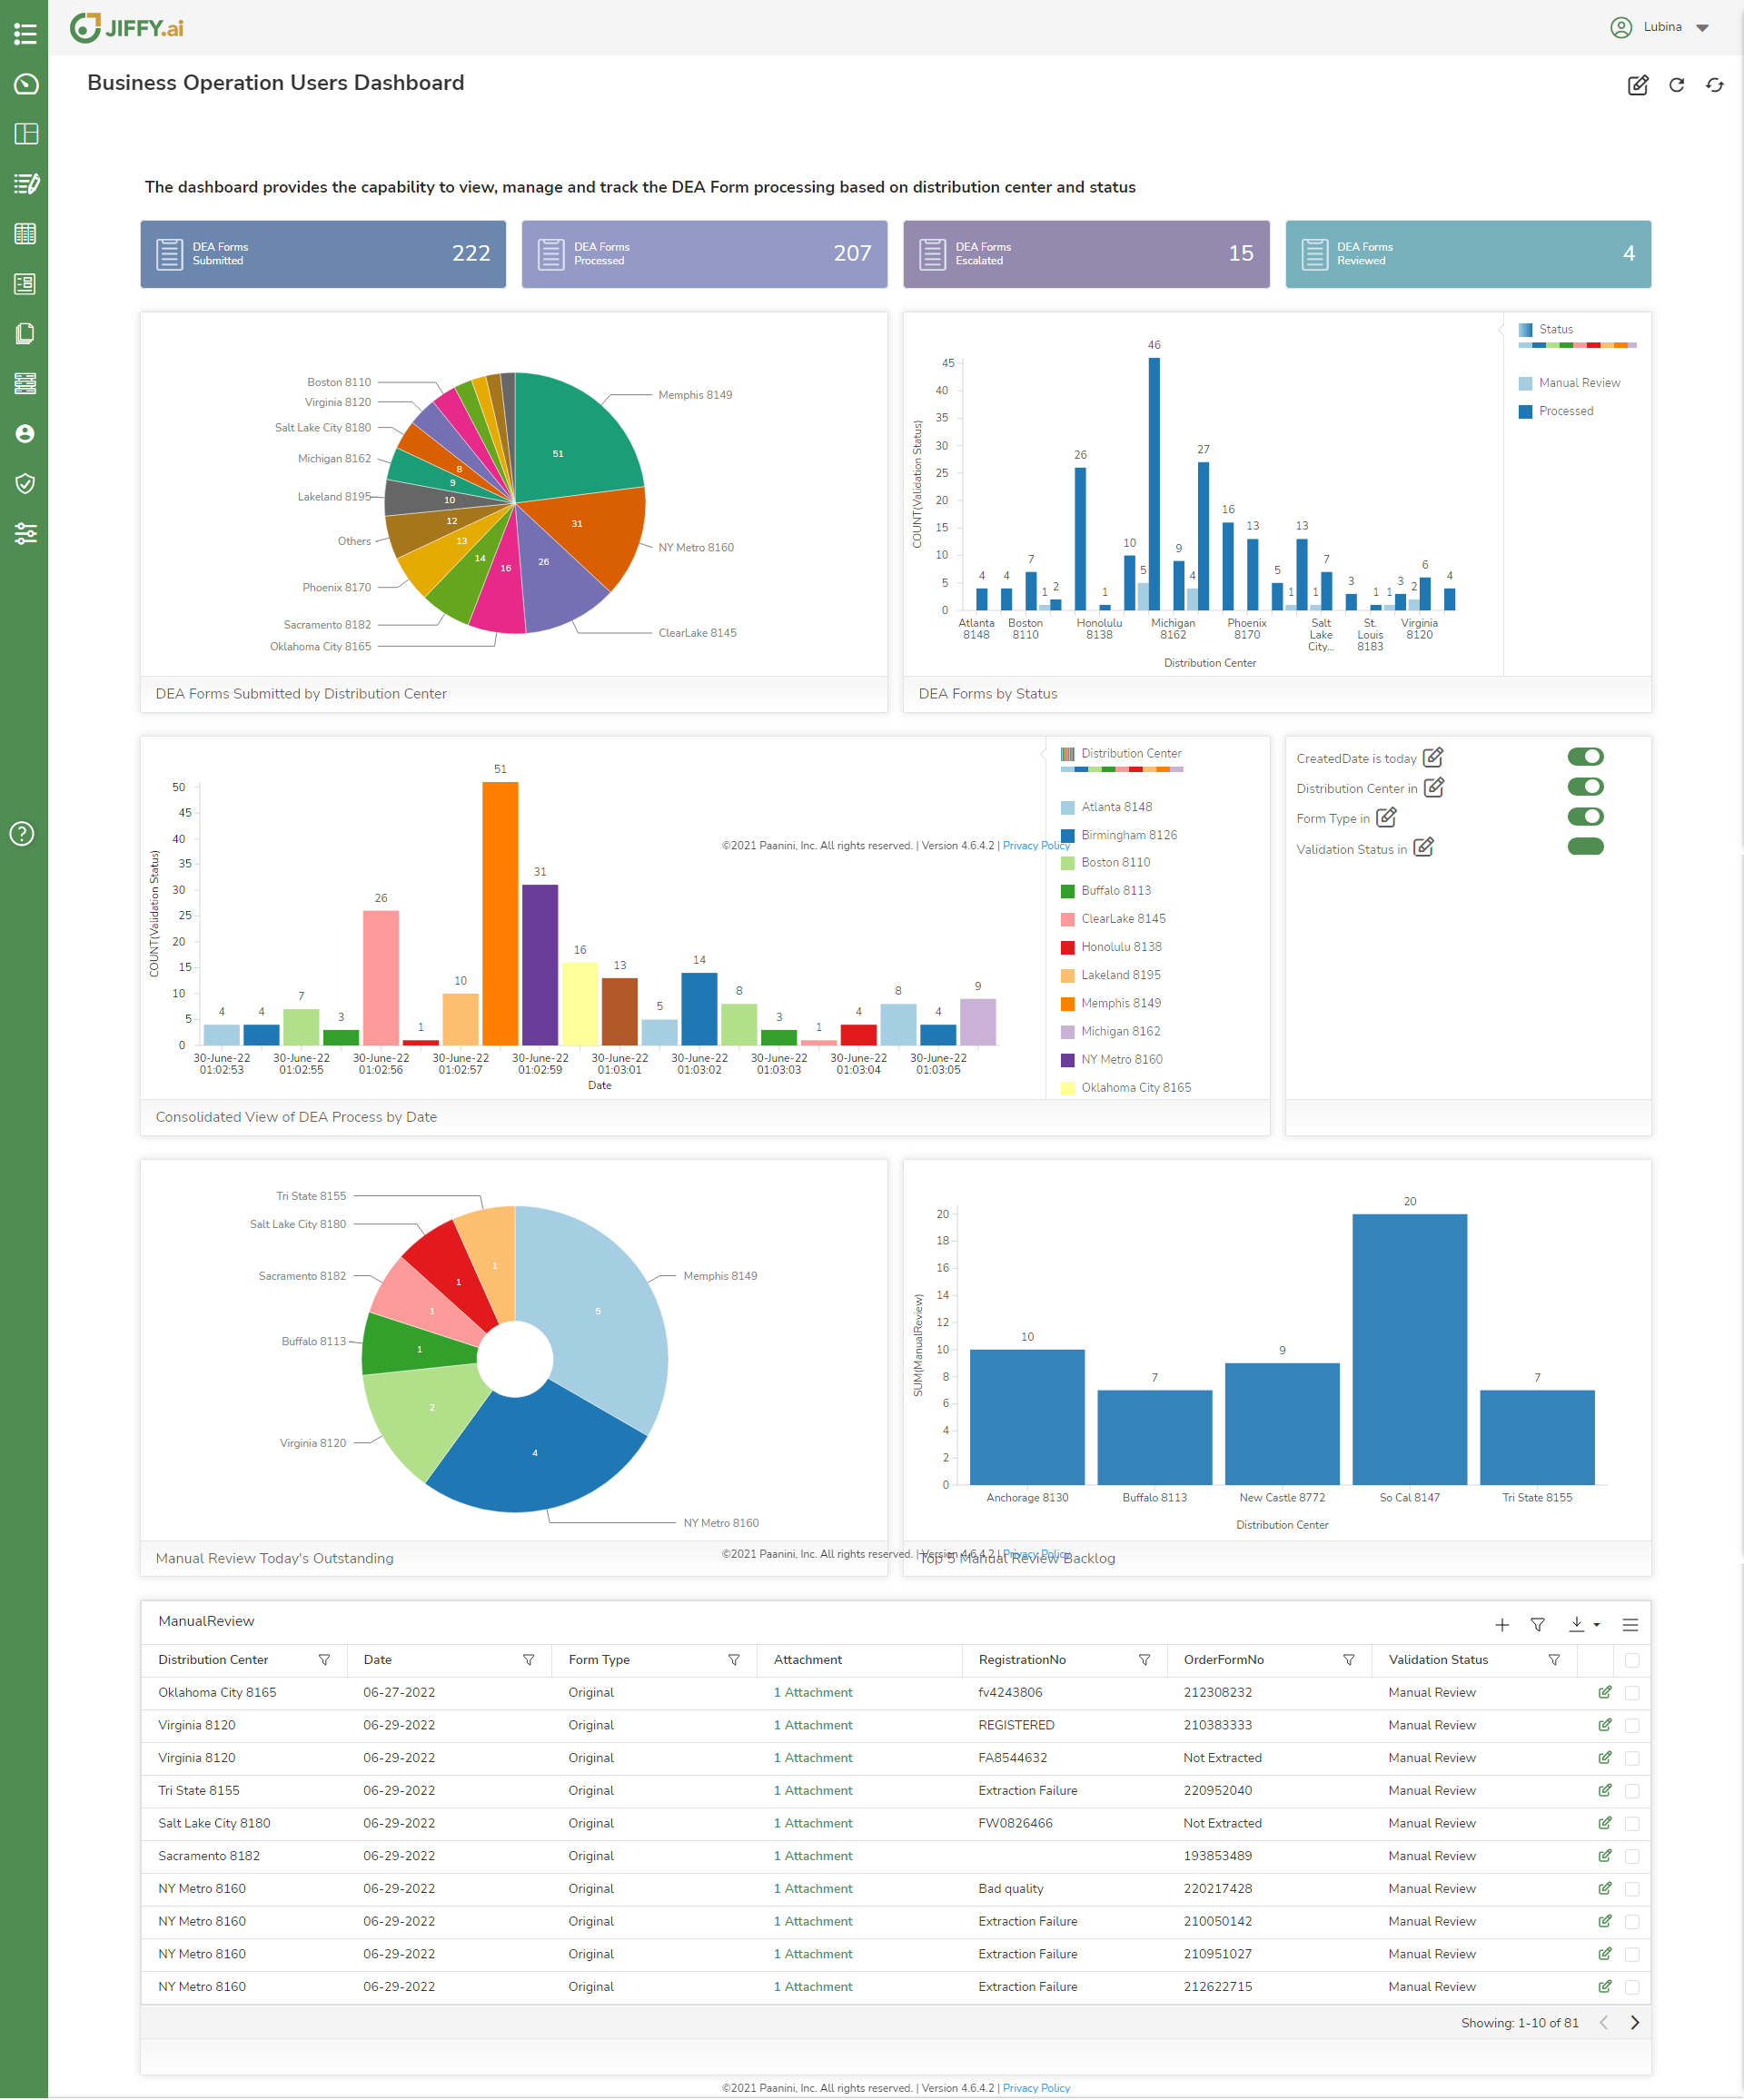 JIFFY.ai
Lubina
Business Operation Users Dashboard
The dashboard provides the capability to view, manage and track the DEA Form processing based on distribution center and status
DEA Forms
Submitted
222
DEA Forms
Processed
207
DEA Forms
Escalated
15
DEA Forms
Reviewed
4
Boston 8110
Virginia 8120
Salt Lake City 8180
Michigan 8162
Lakeland 8195
Others
Phoenix 8170
Sacramento 8182
Oklahoma City 8165
Memphis 8149
NY Metro 8160
ClearLake 8145
51
31
26
16
14
13
12
10
9
8
DEA Forms Submitted by Distribution Center
COUNT(Validation Status)
45
40
35
30
25
20
15
10
5
0
4
4
7
1
2
26
1
10
5
46
9
4
27
16
13
5
1
13
1
7
3
1
1
3
2
6
4
Atlanta
8148
Boston
8110
Honolulu
8138
Michigan
8162
Phoenix
8170
Salt
Lake
City...
St.
Louis
8183
Virginia
8120
Distribution Center
Status
Manual Review
Processed
DEA Forms by Status
COUNT(Validation Status)
50
45
40
35
30
25
20
15
10
5
0
4
4
7
3
26
1
10
51
31
16
13
5
14
8
3
1
4
8
4
9
30-June-22
01:02:53
30-June-22
01:02:55
30-June-22
01:02:56
30-June-22
01:02:57
30-June-22
01:02:59
30-June-22
01:03:01
30-June-22
01:03:02
30-June-22
01:03:03
30-June-22
01:03:04
30-June-22
01:03:05
Date
Distribution Center
Atlanta 8148
Birmingham 8126
©2021 Paanini, Inc. All rights reserved. | Version 4.6.4.2 | Privacy Policy
Boston 8110
Buffalo 8113
ClearLake 8145
Honolulu 8138
Lakeland 8195
Memphis 8149
Michigan 8162
NY Metro 8160
Oklahoma City 8165
Consolidated View of DEA Process by Date
CreatedDate is today
Distribution Center in
Form Type in
Validation Status in
Tri State 8155
Salt Lake City 8180
Sacramento 8182
Buffalo 8113
Virginia 8120
Memphis 8149
NY Metro 8160
5
4
2
1
1
1
1
Manual Review Today's Outstanding
SUM(ManualReview)
20
18
16
14
12
10
8
6
4
2
0
10
7
9
20
7
Anchorage 8130
Buffalo 8113
New Castle 8772
So Cal 8147
Tri State 8155
Distribution Center
©2021 Paanini, Inc. All rights reserved. | Version 4.6.4.2 | Privacy Policy
Top 5 Manual Review Backlog
ManualReview
Distribution Center Date Form Type Attachment RegistrationNo OrderFormNo Validation Status
Oklahoma City 8165 06-27-2022 Original 1 Attachment fv4243806 212308232 Manual Review
Virginia 8120 06-29-2022 Original 1 Attachment REGISTERED 210383333 Manual Review
Virginia 8120 06-29-2022 Original 1 Attachment FA8544632 Not Extracted Manual Review
Tri State 8155 06-29-2022 Original 1 Attachment Extraction Failure 220952040 Manual Review
Salt Lake City 8180 06-29-2022 Original 1 Attachment FW0826466 Not Extracted Manual Review
Sacramento 8182 06-29-2022 Original 1 Attachment 193853489 Manual Review
NY Metro 8160 06-29-2022 Original 1 Attachment Bad quality 220217428 Manual Review
NY Metro 8160 06-29-2022 Original 1 Attachment Extraction Failure 210050142 Manual Review
NY Metro 8160 06-29-2022 Original 1 Attachment Extraction Failure 210951027 Manual Review
NY Metro 8160 06-29-2022 Original 1 Attachment Extraction Failure 212622715 Manual Review
Showing: 1-10 of 81
©2021 Paanini, Inc. All rights reserved. | Version 4.6.4.2 | Privacy Policy